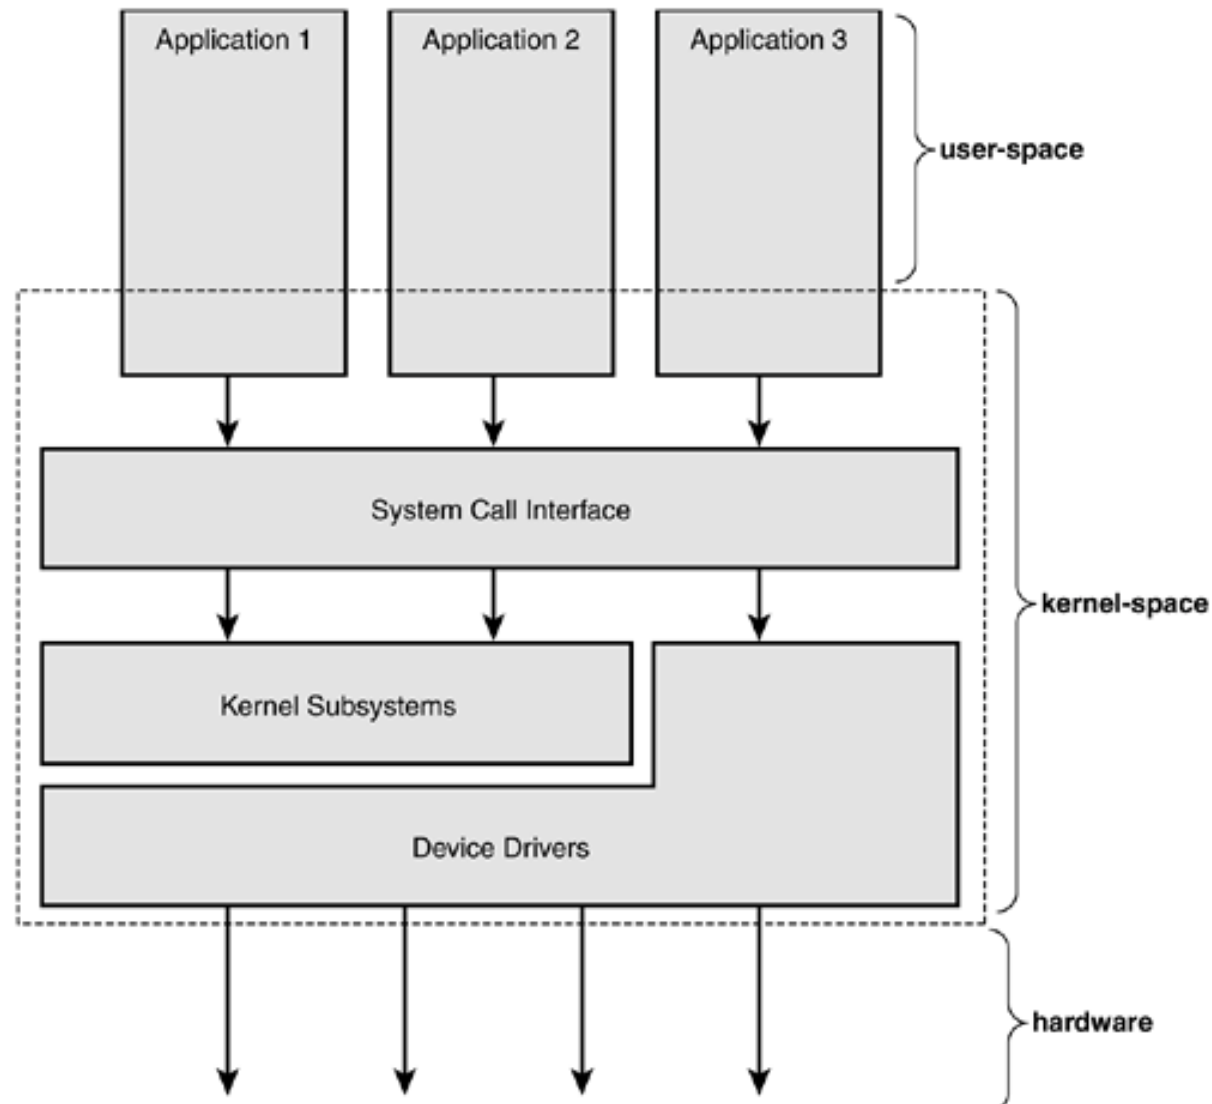 Application 1
Application 2
Application 3
user-space
System Call Interface
kernel-space
Kernel Subsystems
Device Drivers
hardware